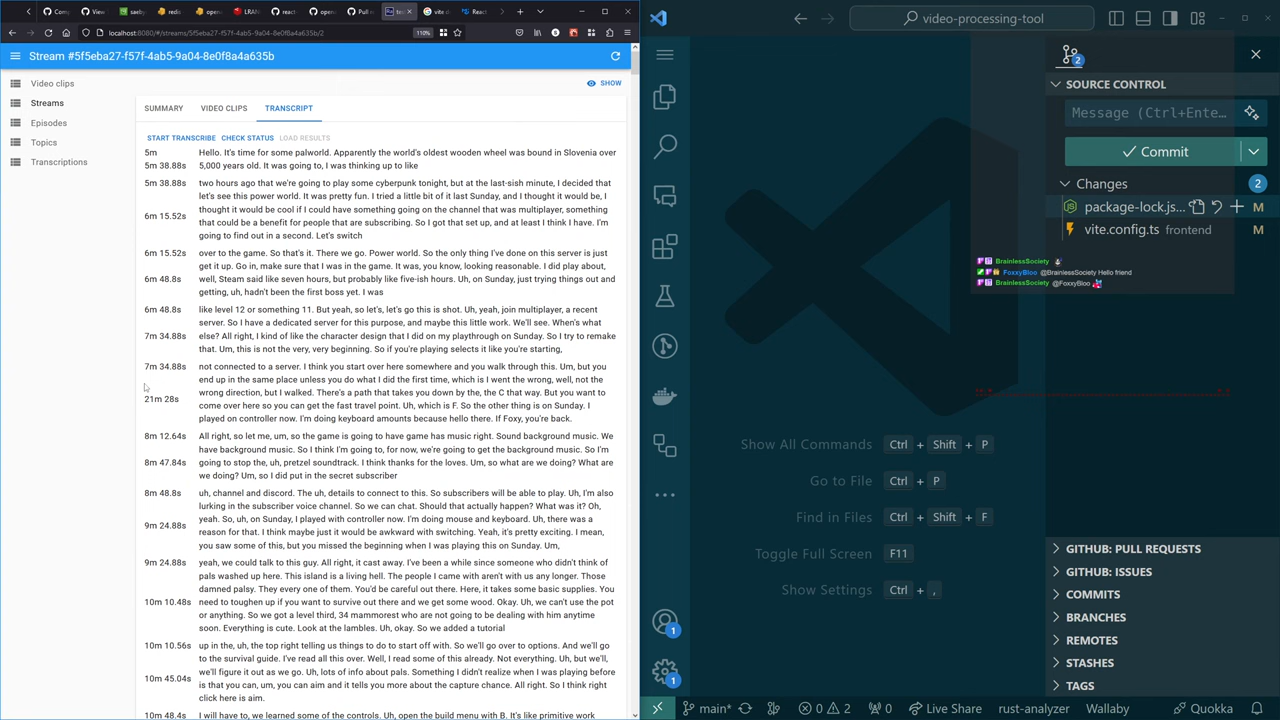 Comp
View
saeby
redis
open
LRAN
react-
open
Pull r
te
vite.d
React
localhost:8080/#/streams/5f5eba27-f57f-4ab5-9a04-8e0f8a4a635b/2
110%
Stream #5f5eba27-f57f-4ab5-9a04-8e0f8a4a635b
Video clips
Streams
Episodes
Topics
Transcriptions
SHOW
SUMMARY
VIDEO CLIPS
TRANSCRIPT
START TRANSCRIBE
CHECK STATUS
LOAD RESULTS
5m
5m 38.88s
Hello. It's time for some palworld. Apparently the world's oldest wooden wheel was bound in Slovenia over
5,000 years old. It was going to, I was thinking up to like
5m 38.88s
6m 15.52s
two hours ago that we're going to play some cyberpunk tonight, but at the last-sish minute, I decided that
let's see this power world. It was pretty fun. I tried a little bit of it last Sunday, and I thought it would be, I
thought it would be cool if I could have something going on the channel that was multiplayer, something
that could be a benefit for people that are subscribing. So I got that set up, and at least I think I have. I'm
going to find out in a second. Let's switch
6m 15.52s
6m 48.8s
over to the game. So that's it. There we go. Power world. So the only thing I've done on this server is just
get it up. Go in, make sure that I was in the game. It was, you know, looking reasonable. I did play about,
well, Steam said like seven hours, but probably like five-ish hours. Uh, on Sunday, just trying things out and
getting, uh, hadn't been the first boss yet. I was
6m 48.8s
7m 34.88s
like level 12 or something 11. But yeah, so let's, let's go this is shot. Uh, yeah, join multiplayer, a recent
server. So I have a dedicated server for this purpose, and maybe this little work. We'll see. When's what
else? All right, I kind of like the character design that I did on my playthrough on Sunday. So I try to remake
that. Um, this is not the very, very beginning. So if you're playing selects it like you're starting,
7m 34.88s
21m 28s
not connected to a server. I think you start over here somewhere and you walk through this. Um, but you
end up in the same place unless you do what I did the first time, which is I went the wrong, well, not the
wrong direction, but I walked. There's a path that takes you down by the, the C that way. But you want to
come over here so you can get the fast travel point. Uh, which is F. So the other thing is on Sunday. I
played on controller now. I'm doing keyboard amounts because hello there. If Foxy, you're back.
8m 12.64s
8m 47.84s
All right, so let me, um, so the game is going to have game has music right. Sound background music. We
have background music. So I think I'm going to, for now, we're going to get the background music. So I'm
going to stop the, uh, pretzel soundtrack. I think thanks for the loves. Um, so what are we doing? What are
we doing? Um, so I did put in the secret subscriber
8m 48.8s
9m 24.88s
uh, channel and discord. The uh, details to connect to this. So subscribers will be able to play. Uh, I'm also
lurking in the subscriber voice channel. So we can chat. Should that actually happen? What was it? Oh,
yeah. So, uh, on Sunday, I played with controller now. I'm doing mouse and keyboard. Uh, there was a
reason for that. I think maybe just would be awkward with switching. Yeah, it's pretty exciting. I mean,
you saw some of this, but you missed the beginning when I was playing this on Sunday. Um,
9m 24.88s
10m 10.48s
yeah, we could talk to this guy. All right, it cast away. I've been a while since someone who didn't think of
pals washed up here. This island is a living hell. The people I came with aren't with us any longer. Those
damned palsy. They every one of them. You'd be careful out there. Here, it takes some basic supplies. You
need to toughen up if you want to survive out there and we get some wood. Okay. Uh, we can't use the pot
or anything. So we got a level third, 34 mammorest who are not going to be dealing with him anytime
soon. Everything is cute. Look at the lambles. Uh, okay. So we added a tutorial
10m 10.56s
10m 45.04s
up in the, uh, the top right telling us things to do to start off with. So we'll go over to options. And we'll go
to the survival guide. I've read all this over. Well, I read some of this already. Not everything. Uh, but we'll,
we'll figure it out as we go. Uh, lots of info about pals. Something I didn't realize when I was playing before
is that you can, um, you can aim and it tells you more about the capture chance. All right. So I think right
click here is aim.
10m 48.4s
I will have to, we learned some of the controls. Uh, open the build menu with B. It's like primitive work
video-processing-tool
SOURCE CONTROL
Message (Ctrl+Ente...
Commit
Changes
2
package-lock.js...
M
vite.config.ts frontend
M
BrainlessSociety
FoxxyBloo @BrainlessSociety Hello friend
BrainlessSociety @FoxxyBloo
Show All Commands Ctrl + Shift + P
Go to File Ctrl + P
Find in Files Ctrl + Shift + F
Toggle Full Screen F11
Show Settings Ctrl + ,
GITHUB: PULL REQUESTS
GITHUB: ISSUES
COMMITS
BRANCHES
REMOTES
STASHES
TAGS
main*
0
2
0
Live Share
rust-analyzer
Wallaby
Quokka